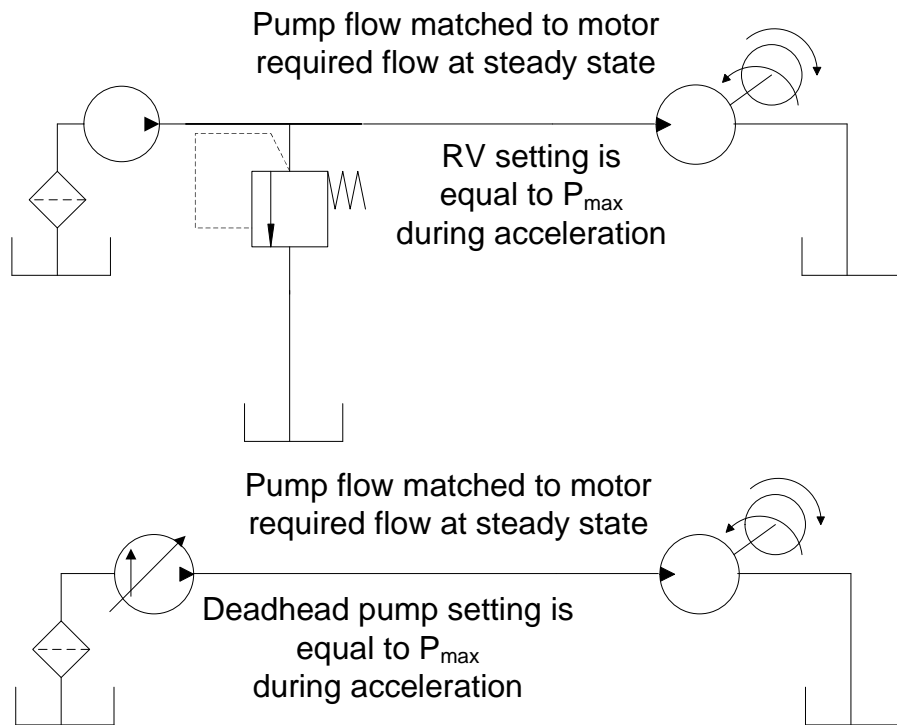 Pump flow matched to motor
required flow at steady state
RV setting is
equal to Pmax
during acceleration
Pump flow matched to motor
required flow at steady state
Deadhead pump setting is
equal to Pmax
during acceleration